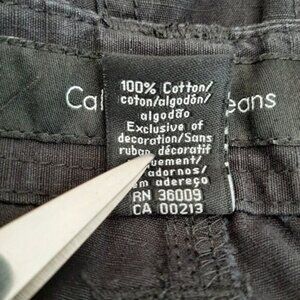 Ca
eans
100% Cotton/
coton/algodón/
algodão
Exclusive of
decoration/Sans
ruban décoratif
uement/
adornos/
em adereço
RN 36009
CA 00213